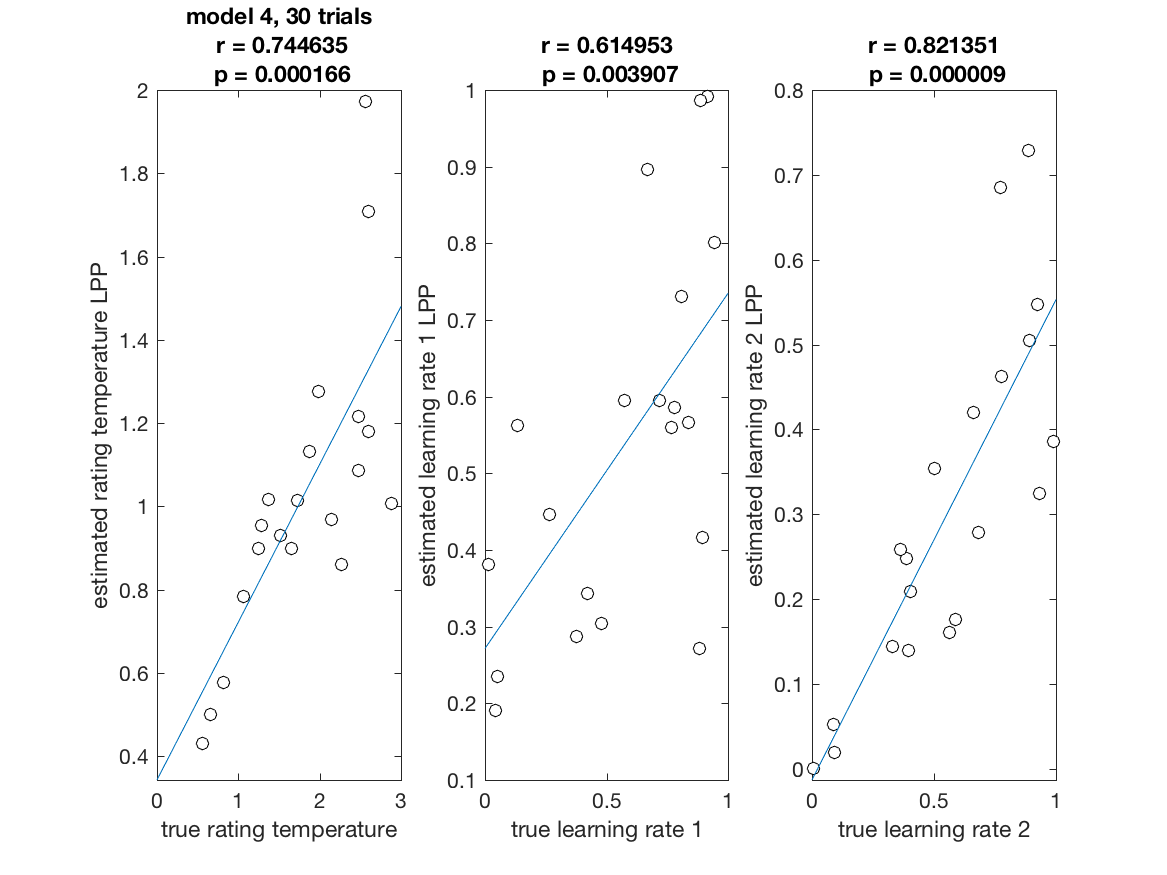 model 4, 30 trials
r = 0.744635
p = 0.000166
2
1.8
1.6
1.4
1.2
1
0.8
0.6
0.4
0
1
2
3
estimated rating temperature LPP
true rating temperature
r = 0.614953
p = 0.003907
1
0.9
0.8
0.7
0.6
0.5
0.4
0.3
0.2
0.1
0
0.5
1
estimated learning rate 1 LPP
true learning rate 1
r = 0.821351
p = 0.000009
0.8
0.7
0.6
0.5
0.4
0.3
0.2
0.1
0
0
0.5
1
estimated learning rate 2 LPP
true learning rate 2